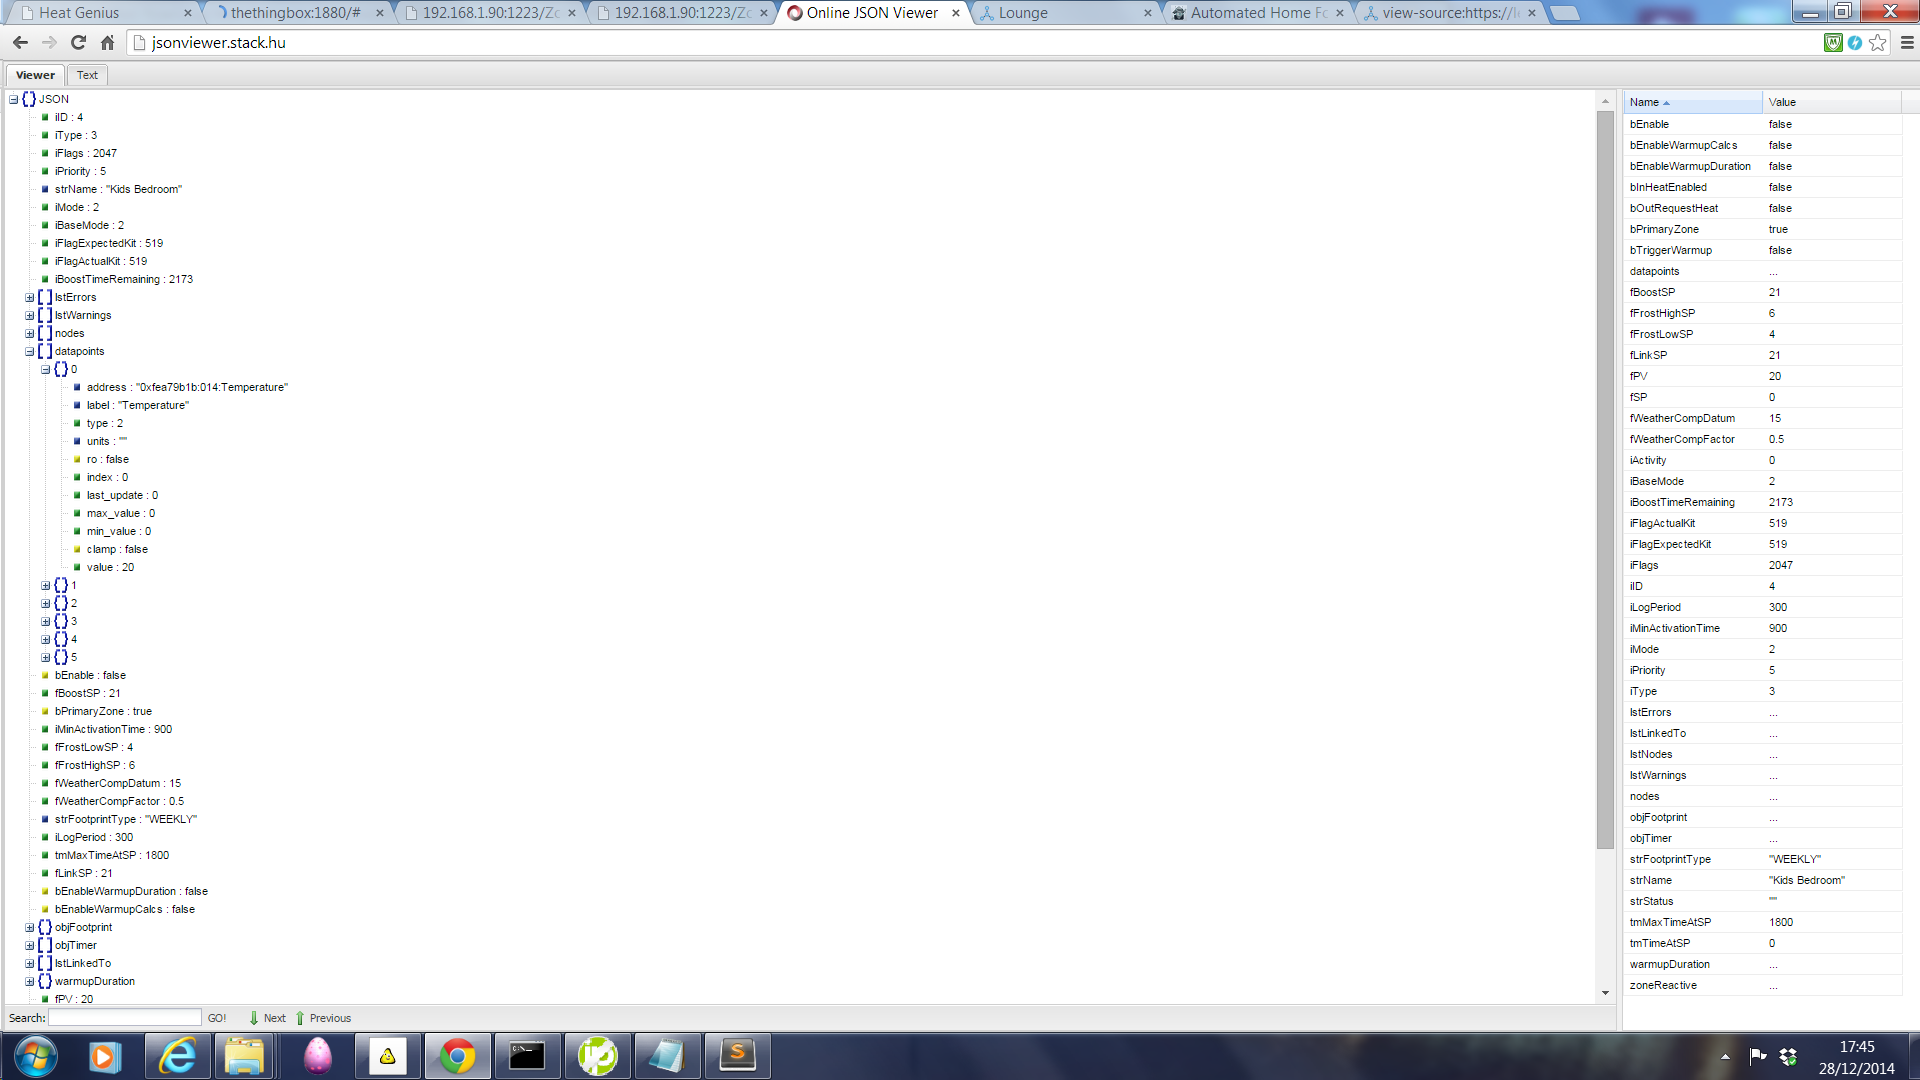 Heat Genius
thethingbox:1880/#
192.168.1.90:1223/Zo
192.168.1.90:1223/Zo
Online JSON Viewer
Lounge
Automated Home Fo
view-source:https://
jsonviewer.stack.hu
Viewer
Text
JSON
iID : 4
iType : 3
iFlags : 2047
iPriority : 5
strName : "Kids Bedroom"
iMode : 2
iBaseMode : 2
iFlagExpectedKit : 519
iFlagActualKit : 519
iBoostTimeRemaining : 2173
lstErrors
lstWarnings
nodes
datapoints
0
address : "0xfea79b1b:014:Temperature"
label : "Temperature"
type : 2
units : ""
ro : false
index : 0
last_update : 0
max_value : 0
min_value : 0
clamp : false
value : 20
1
2
3
4
5
bEnable : false
fBoostSP : 21
bPrimaryZone : true
iMinActivationTime : 900
fFrostLowSP : 4
fFrostHighSP : 6
fWeatherCompDatum : 15
fWeatherCompFactor : 0.5
strFootprintType : "WEEKLY"
iLogPeriod : 300
tmMaxTimeAtSP : 1800
fLinkSP : 21
bEnableWarmupDuration : false
bEnableWarmupCalcs : false
objFootprint
objTimer
lstLinkedTo
warmupDuration
fPV : 20
Search:
GO!
Next
Previous
Name Value
bEnable false
bEnableWarmupCalcs false
bEnableWarmupDuration false
bInHeatEnabled false
bOutRequestHeat false
bPrimaryZone true
bTriggerWarmup false
datapoints ...
fBoostSP 21
fFrostHighSP 6
fFrostLowSP 4
fLinkSP 21
fPV 20
fSP 0
fWeatherCompDatum 15
fWeatherCompFactor 0.5
iActivity 0
iBaseMode 2
iBoostTimeRemaining 2173
iFlagActualKit 519
iFlagExpectedKit 519
iFlags 2047
iID 4
iLogPeriod 300
iMinActivationTime 900
iMode 2
iPriority 5
iType 3
lstErrors ...
lstLinkedTo ...
lstNodes ...
lstWarnings ...
nodes ...
objFootprint ...
objTimer ...
strFootprintType "WEEKLY"
strName "Kids Bedroom"
strStatus ""
tmMaxTimeAtSP 1800
tmTimeAtSP 0
warmupDuration ...
zoneReactive ...
17:45
28/12/2014